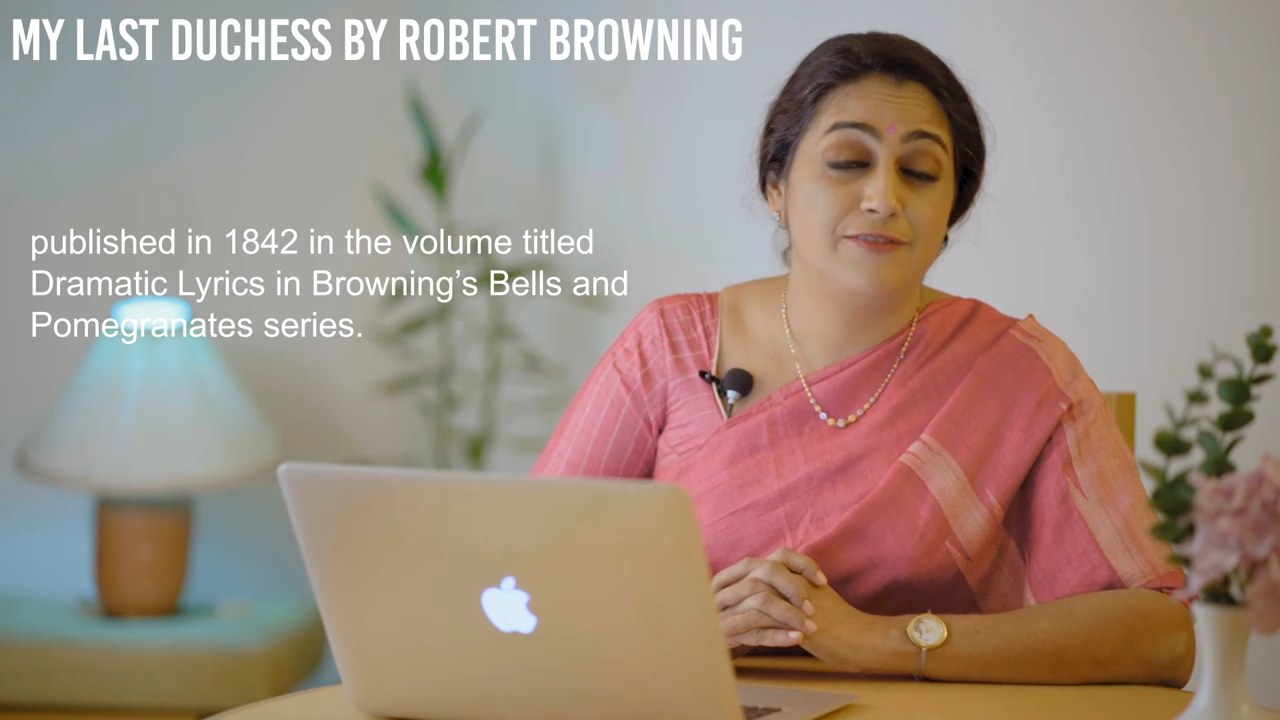 MY LAST DUCHESS BY ROBERT BROWNING
published in 1842 in the volume titled
Dramatic Lyrics in Browning’s Bells and
Pomegranates series.